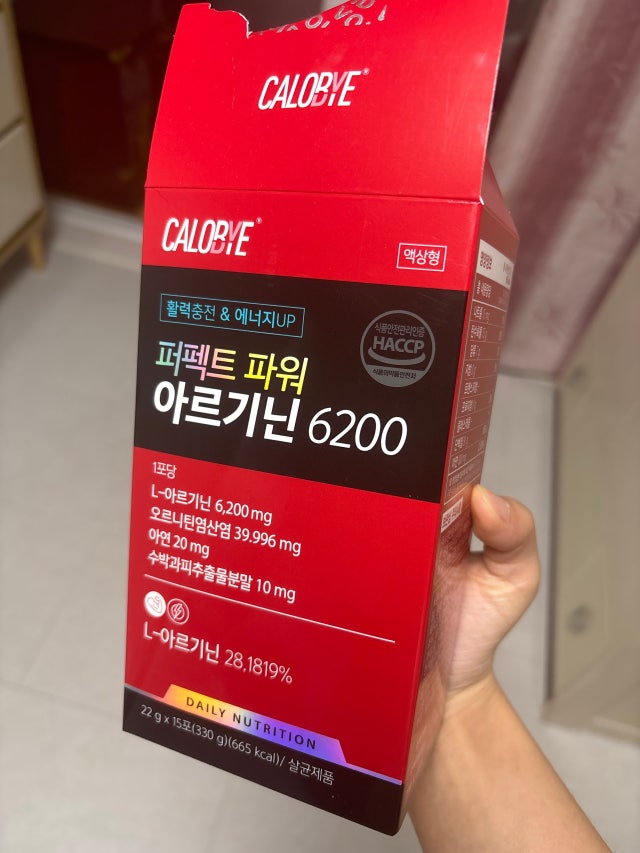 CALOBYE®
CALOBYE®
액상형
활력충전 & 에너지UP
식품안전관리인증
HACCP
식품의약품안전처
퍼펙트 파워
아르기닌 6200
1포당
L-아르기닌 6,200 mg
오르니틴염산염 39.996 mg
아연 20 mg
수박과피추출물분말 10 mg
L-아르기닌 28,1819%
DAILY NUTRITION
22 g x 15포(330 g)(665 kcal)/ 살균제품
영양정보